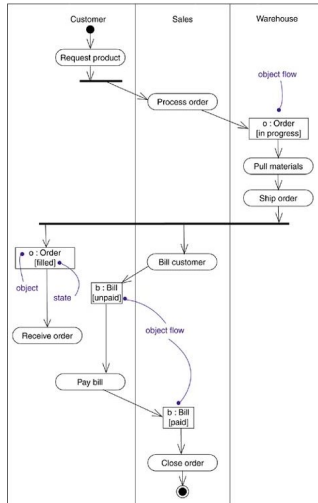 Customer
Sales
Warehouse
Request product
object flow
Process order
o : Order
[in progress]
Pull materials
Ship order
o : Order
[filled]
Bill customer
b : Bill
[unpaid]
object
state
object flow
Receive order
Pay bill
b : Bill
[paid]
Close order